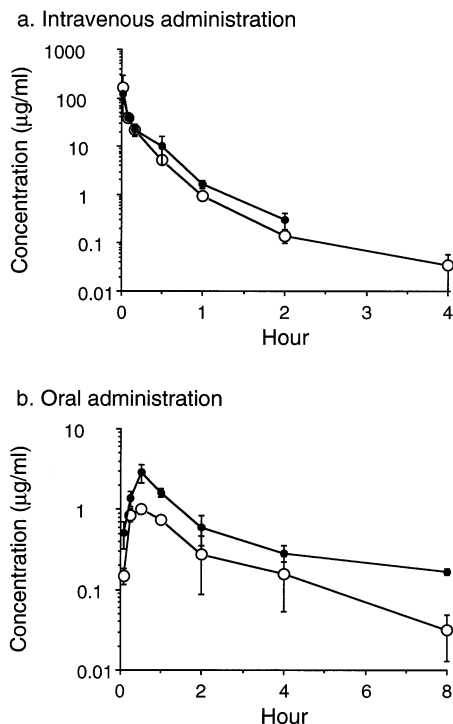 a. Intravenous administration
1000
100
10
1
0.1
0.01
Concentration (µg/ml)
0 1 2 3 4
Hour
b. Oral administration
10
1
0.1
0.01
Concentration (µg/ml)
0 2 4 6 8
Hour